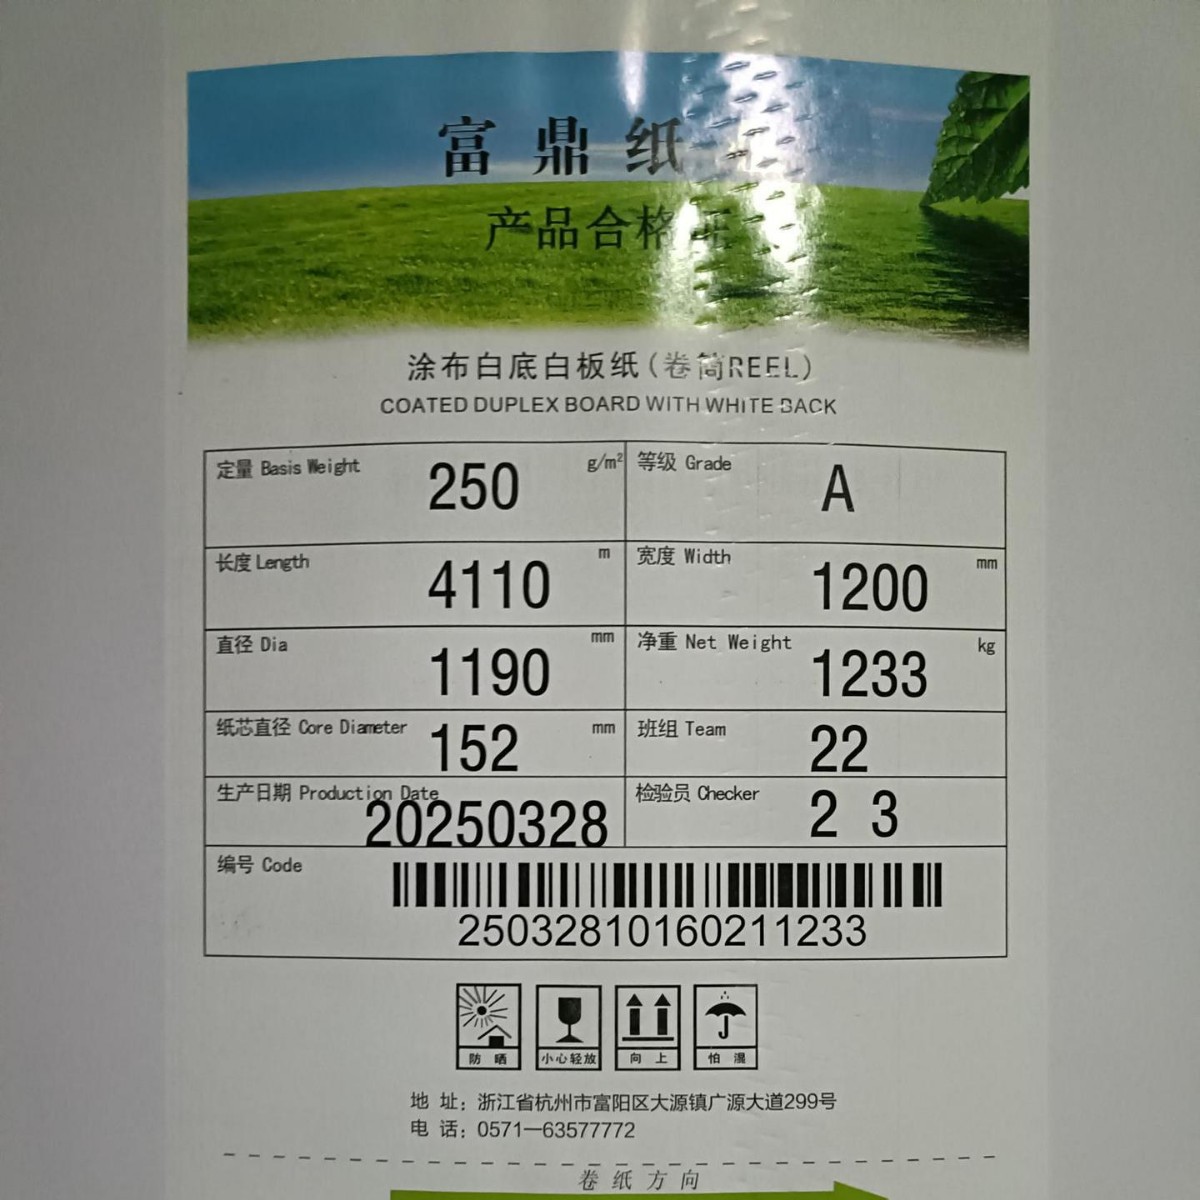 富鼎纸
产品合格证
涂布白底白板纸(卷筒REEL)
COATED DUPLEX BOARD WITH WHITE BACK
定量 Basis Weight 250 g/m² 等级 Grade A
长度 Length 4110 m 宽度 Width 1200 mm
直径 Dia 1190 mm 净重 Net Weight 1233 kg
纸芯直径 Core Diameter 152 mm 班组 Team 22
生产日期 Production Date 20250328 检验员 Checker 2 3
编号 Code
25032810160211233
防晒 小心轻放 向上 怕湿
地 址：浙江省杭州市富阳区大源镇广源大道299号
电 话：0571—63577772
卷纸方向